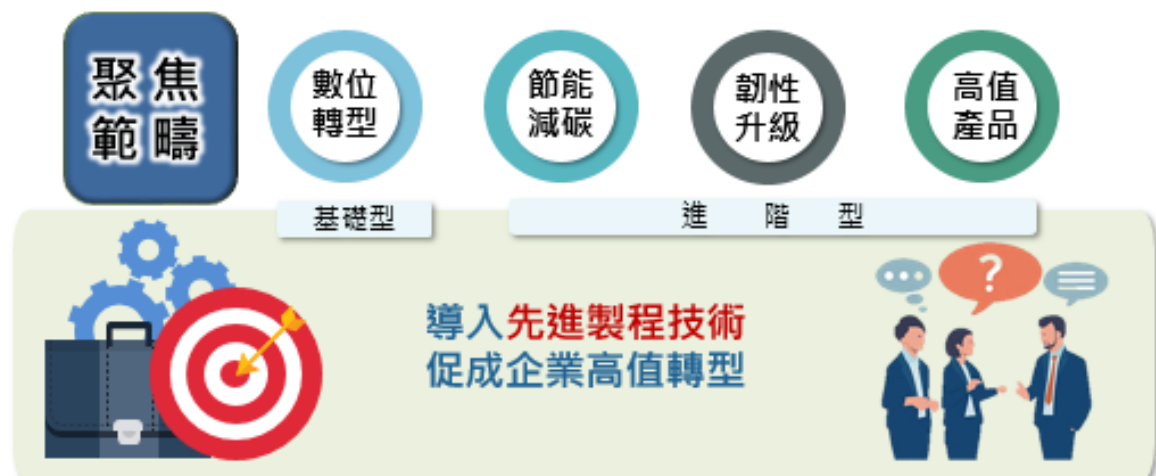 聚焦
範疇
數位
轉型
節能
減碳
韌性
升級
高值
產品
基礎型
進階型
?
導入先進製程技術
促成企業高值轉型